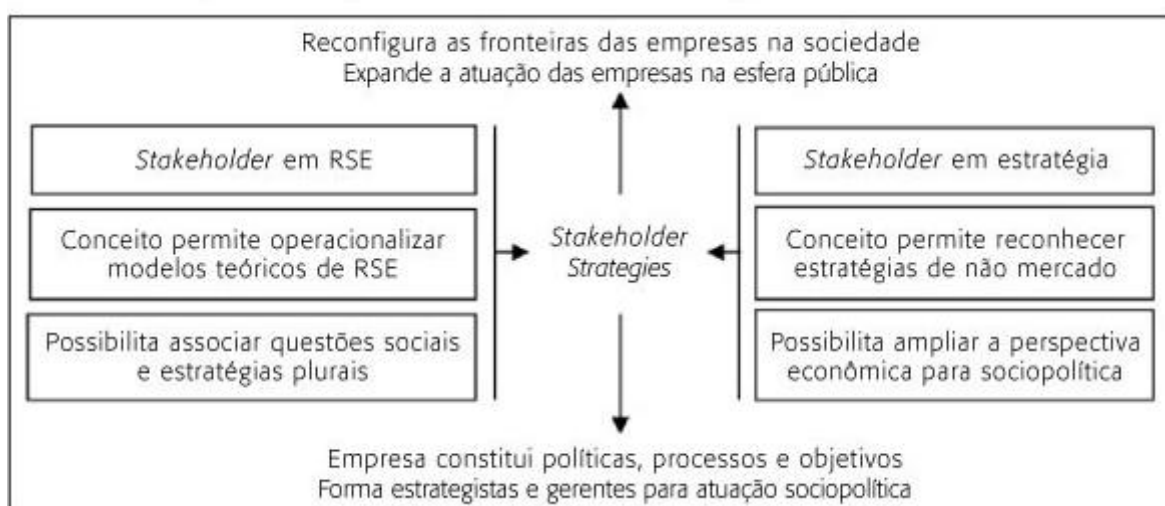 Reconfigura as fronteiras das empresas na sociedade
Expande a atuação das empresas na esfera pública
Stakeholder em RSE
Conceito permite operacionalizar
modelos teóricos de RSE
Possibilita associar questões sociais
e estratégias plurais
Stakeholder
Strategies
Stakeholder em estratégia
Conceito permite reconhecer
estratégias de não mercado
Possibilita ampliar a perspectiva
econômica para sociopolítica
Empresa constitui políticas, processos e objetivos
Forma estrategistas e gerentes para atuação sociopolítica